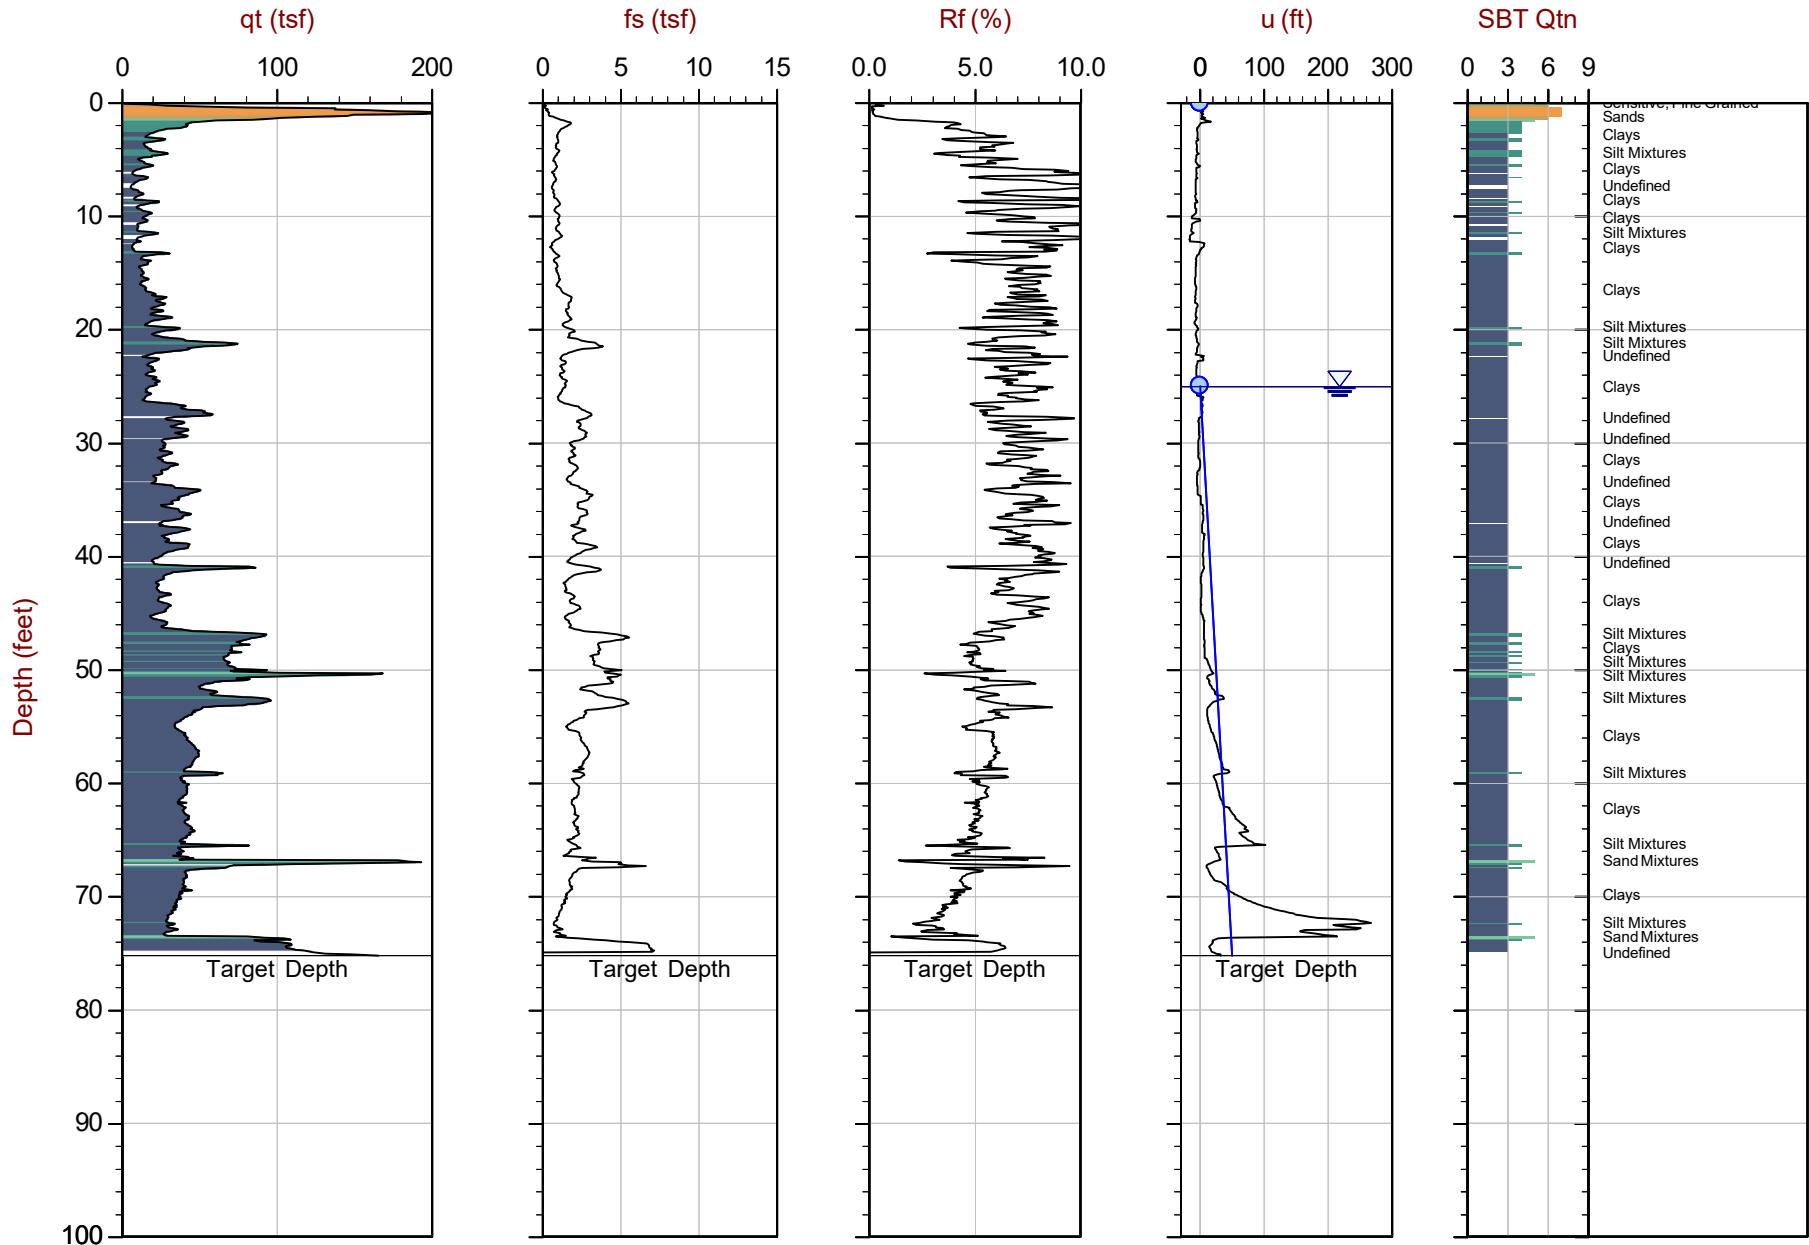 qt (tsf)
fs (tsf)
Rf (%)
u (ft)
SBT Qtn
0 100 200
0 5 10 15
0.0 5.0 10.0
0 100 200 300
0 3 6 9
Depth (feet)
0
10
20
30
40
50
60
70
80
90
100
Sands
Clays
Silt Mixtures
Clays
Undefined
Clays
Clays
Silt Mixtures
Clays
Clays
Silt Mixtures
Silt Mixtures
Undefined
Clays
Undefined
Undefined
Clays
Undefined
Clays
Undefined
Clays
Undefined
Clays
Silt Mixtures
Clays
Silt Mixtures
Silt Mixtures
Silt Mixtures
Clays
Silt Mixtures
Clays
Silt Mixtures
Sand Mixtures
Clays
Silt Mixtures
Sand Mixtures
Undefined
Target Depth
Target Depth
Target Depth
Target Depth